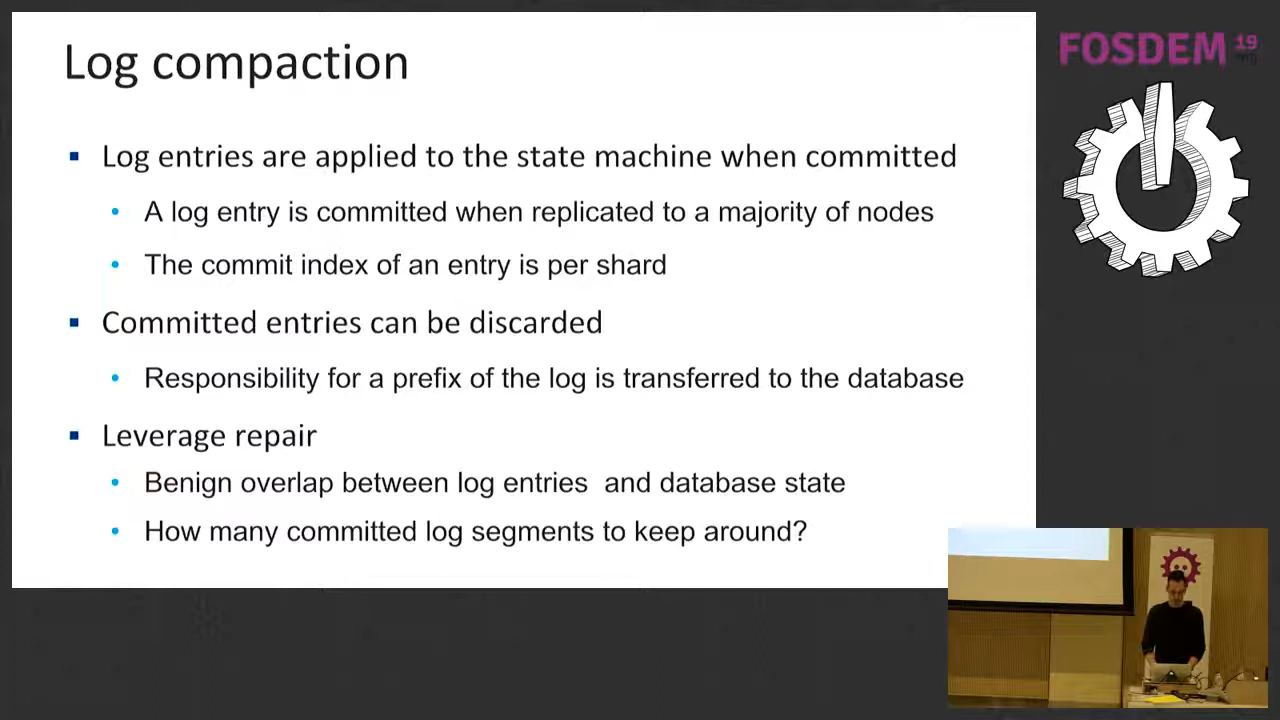 Log compaction
Log entries are applied to the state machine when committed
A log entry is committed when replicated to a majority of nodes
The commit index of an entry is per shard
Committed entries can be discarded
Responsibility for a prefix of the log is transferred to the database
Leverage repair
Benign overlap between log entries and database state
How many committed log segments to keep around?
FOSDEM 19
.org